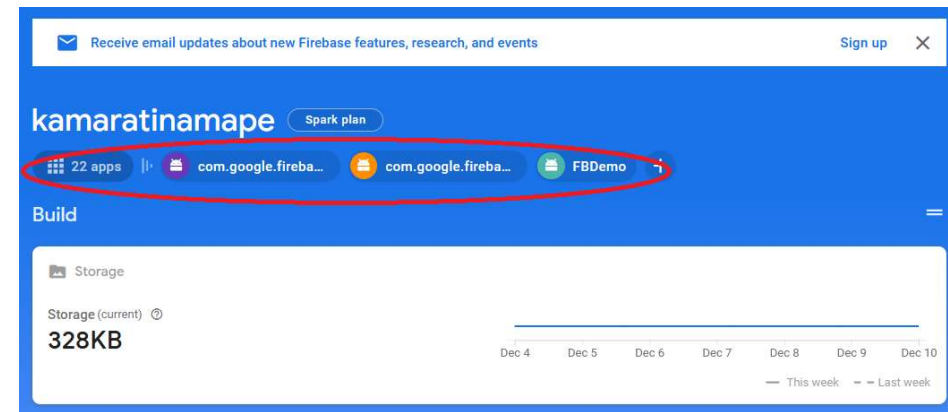 Receive email updates about new Firebase features, research, and events Sign up
kamaratinamape Spark plan
22 apps com.google.fireba... com.google.fireba... FBDemo +
Build
Storage
Storage (current)
328KB
Dec 4 Dec 5 Dec 6 Dec 7 Dec 8 Dec 9 Dec 10
This week Last week